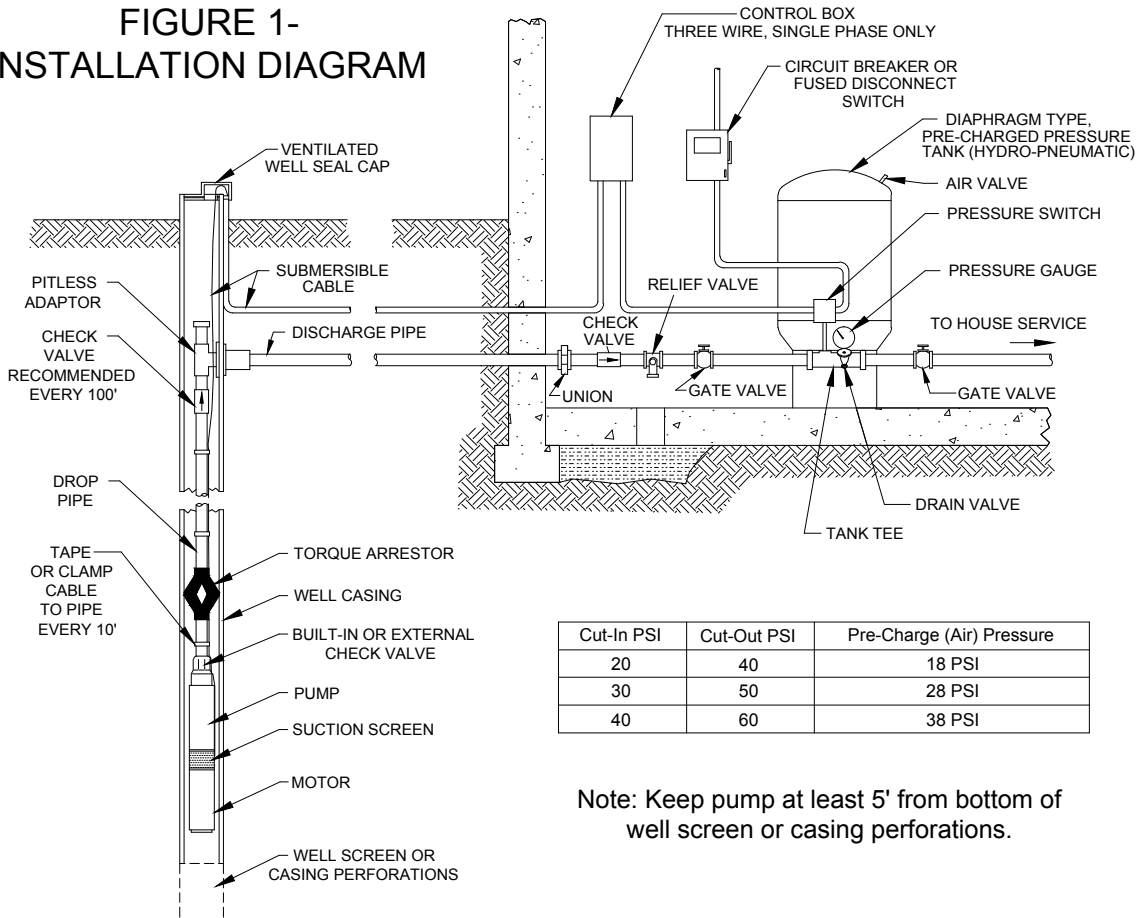 FIGURE 1-
NSTALLATION DIAGRAM
CONTROL BOX
THREE WIRE, SINGLE PHASE ONLY
CIRCUIT BREAKER OR
FUSED DISCONNECT
SWITCH
DIAPHRAGM TYPE,
PRE-CHARGED PRESSURE
TANK (HYDRO-PNEUMATIC)
AIR VALVE
PRESSURE SWITCH
PRESSURE GAUGE
TO HOUSE SERVICE
VENTILATED
WELL SEAL CAP
SUBMERSIBLE
CABLE
PITLESS
ADAPTOR
DISCHARGE PIPE
CHECK
VALVE
RECOMMENDED
EVERY 100'
RELIEF VALVE
CHECK
VALVE
UNION
GATE VALVE
GATE VALVE
DRAIN VALVE
TANK TEE
DROP
PIPE
TAPE
OR CLAMP
CABLE
TO PIPE
EVERY 10'
TORQUE ARRESTOR
WELL CASING
BUILT-IN OR EXTERNAL
CHECK VALVE
PUMP
SUCTION SCREEN
MOTOR
WELL SCREEN OR
CASING PERFORATIONS
Cut-In PSI Cut-Out PSI Pre-Charge (Air) Pressure
20 40 18 PSI
30 50 28 PSI
40 60 38 PSI
Note: Keep pump at least 5' from bottom of
well screen or casing perforations.